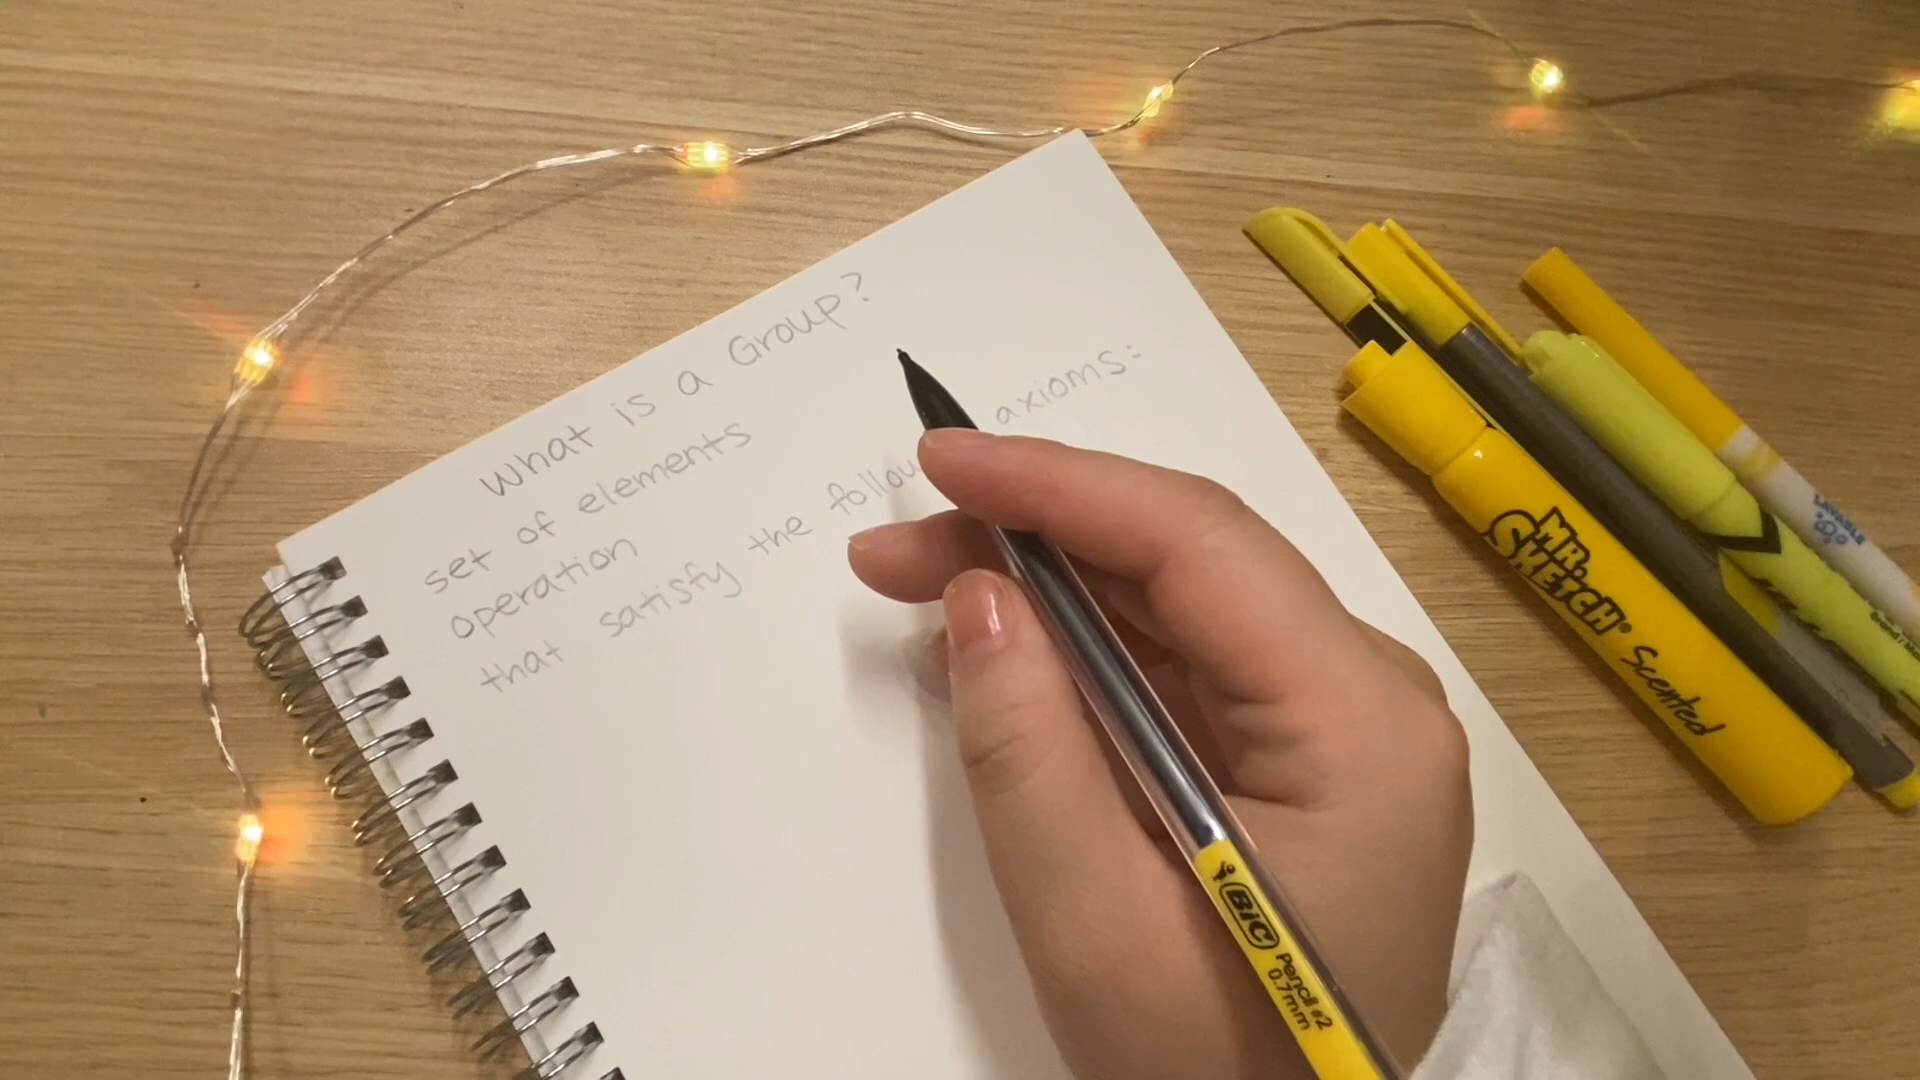 What is a Group?
set of elements
operation
that satisfy the follow axioms:
MR.
SKETCH®
Scented
BiC
Pencil #2
0.7mm